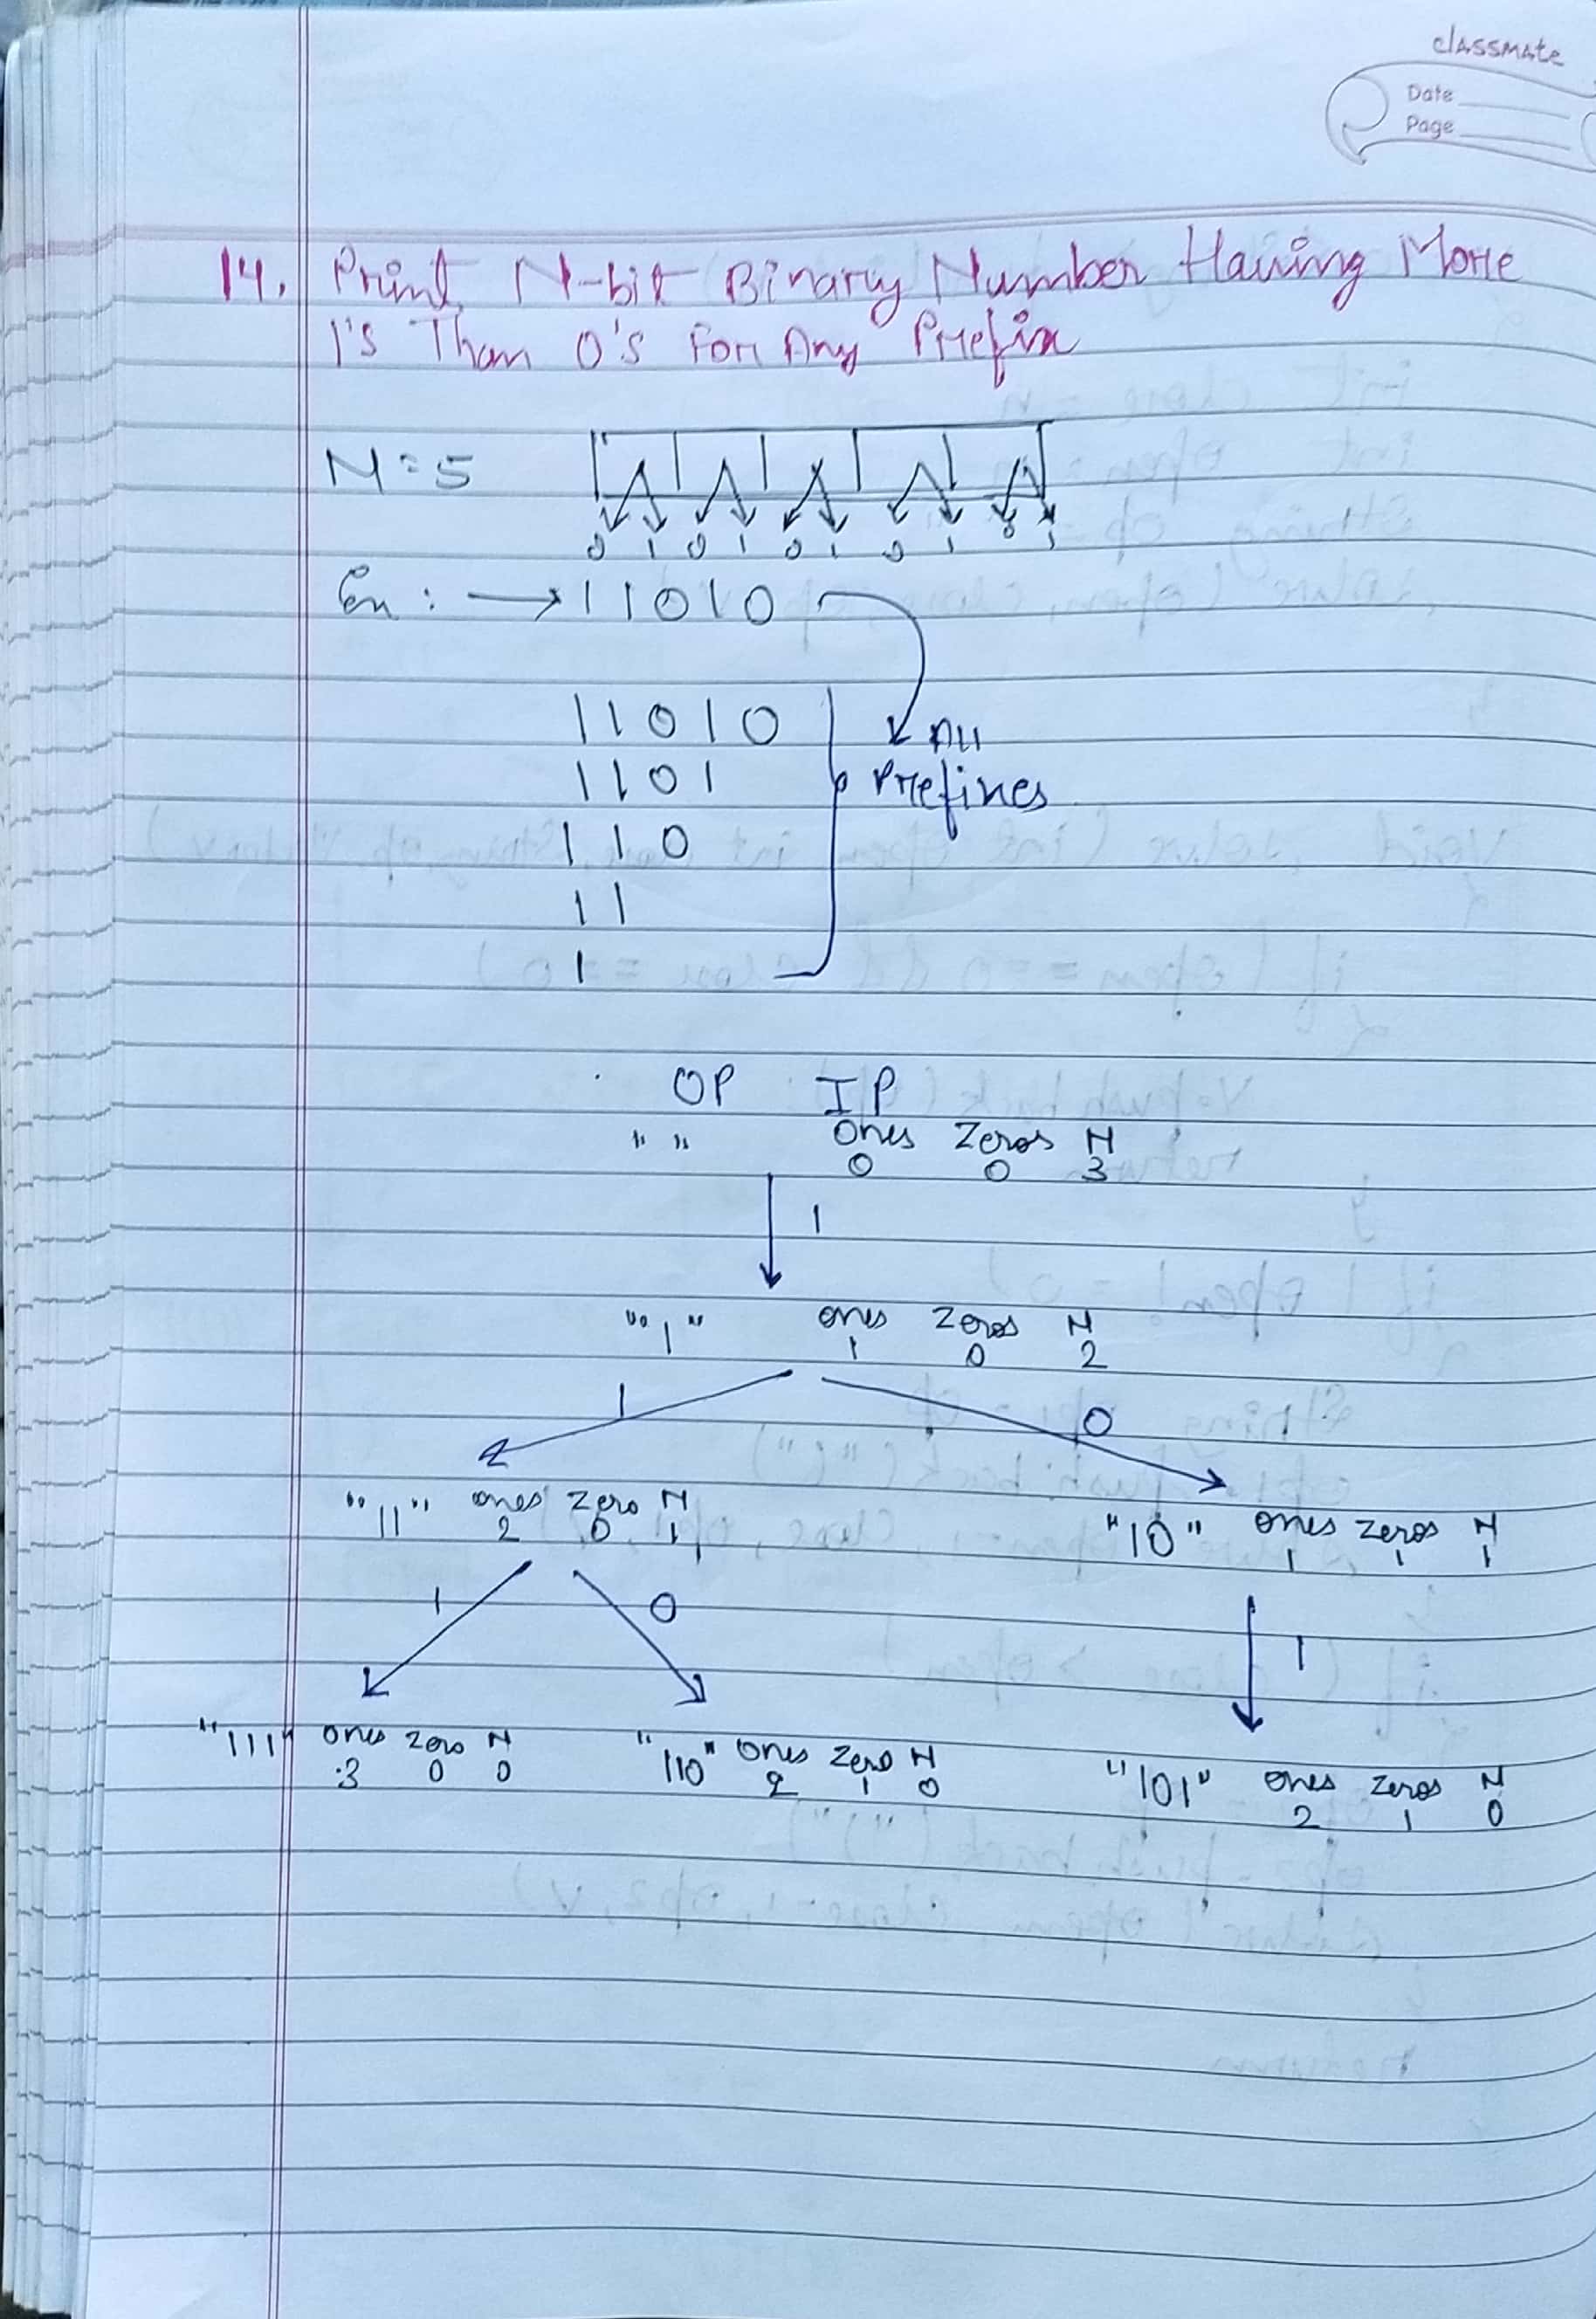 classmate
Date
Page
14. Print N-bit Binary Number Having More
1's Than 0's For Any Prefix
N = 5
0 1 0 1 0 1 0 1 0 1
Ex : → 11010
11010
1101
110
11
1
All
Prefixes
OP IP
" " Ones Zeros N
0 0 3
1
"1" ones Zeros N
1 0 2
1 0
"11" ones Zero N
2 0 1
"10" ones zeros N
1 1 1
1 0 1
"111" ones zero N
3 0 0
"110" ones zero N
2 1 0
"101" ones zeros N
2 1 0